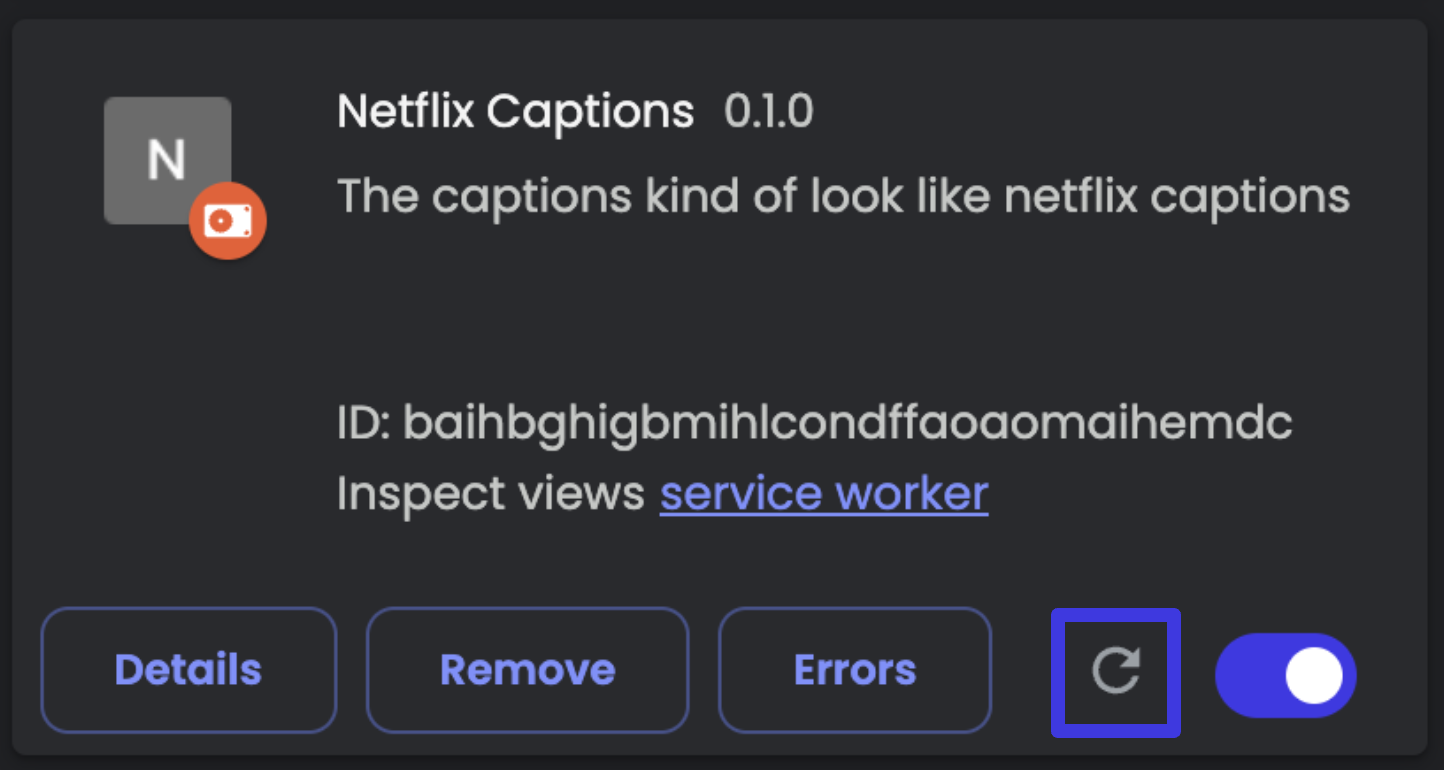 N
Netflix Captions 0.1.0
The captions kind of look like netflix captions
ID: baihbghigbmihlcondffaoaomaihemdc
Inspect views service worker
Details Remove Errors